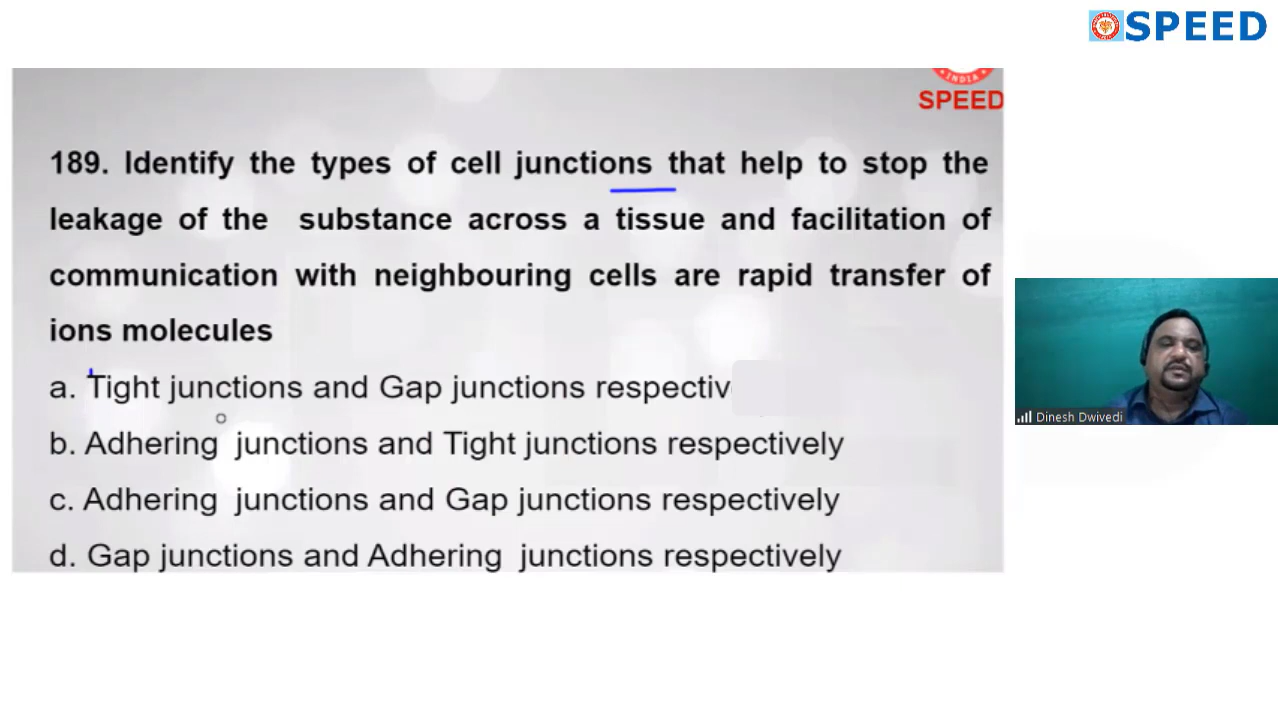 SPEED
INDIA
SPEED
189. Identify the types of cell junctions that help to stop the
leakage of the substance across a tissue and facilitation of
communication with neighbouring cells are rapid transfer of
ions molecules
a. Tight junctions and Gap junctions respectiv
b. Adhering junctions and Tight junctions respectively
c. Adhering junctions and Gap junctions respectively
d. Gap junctions and Adhering junctions respectively
Dinesh Dwivedi